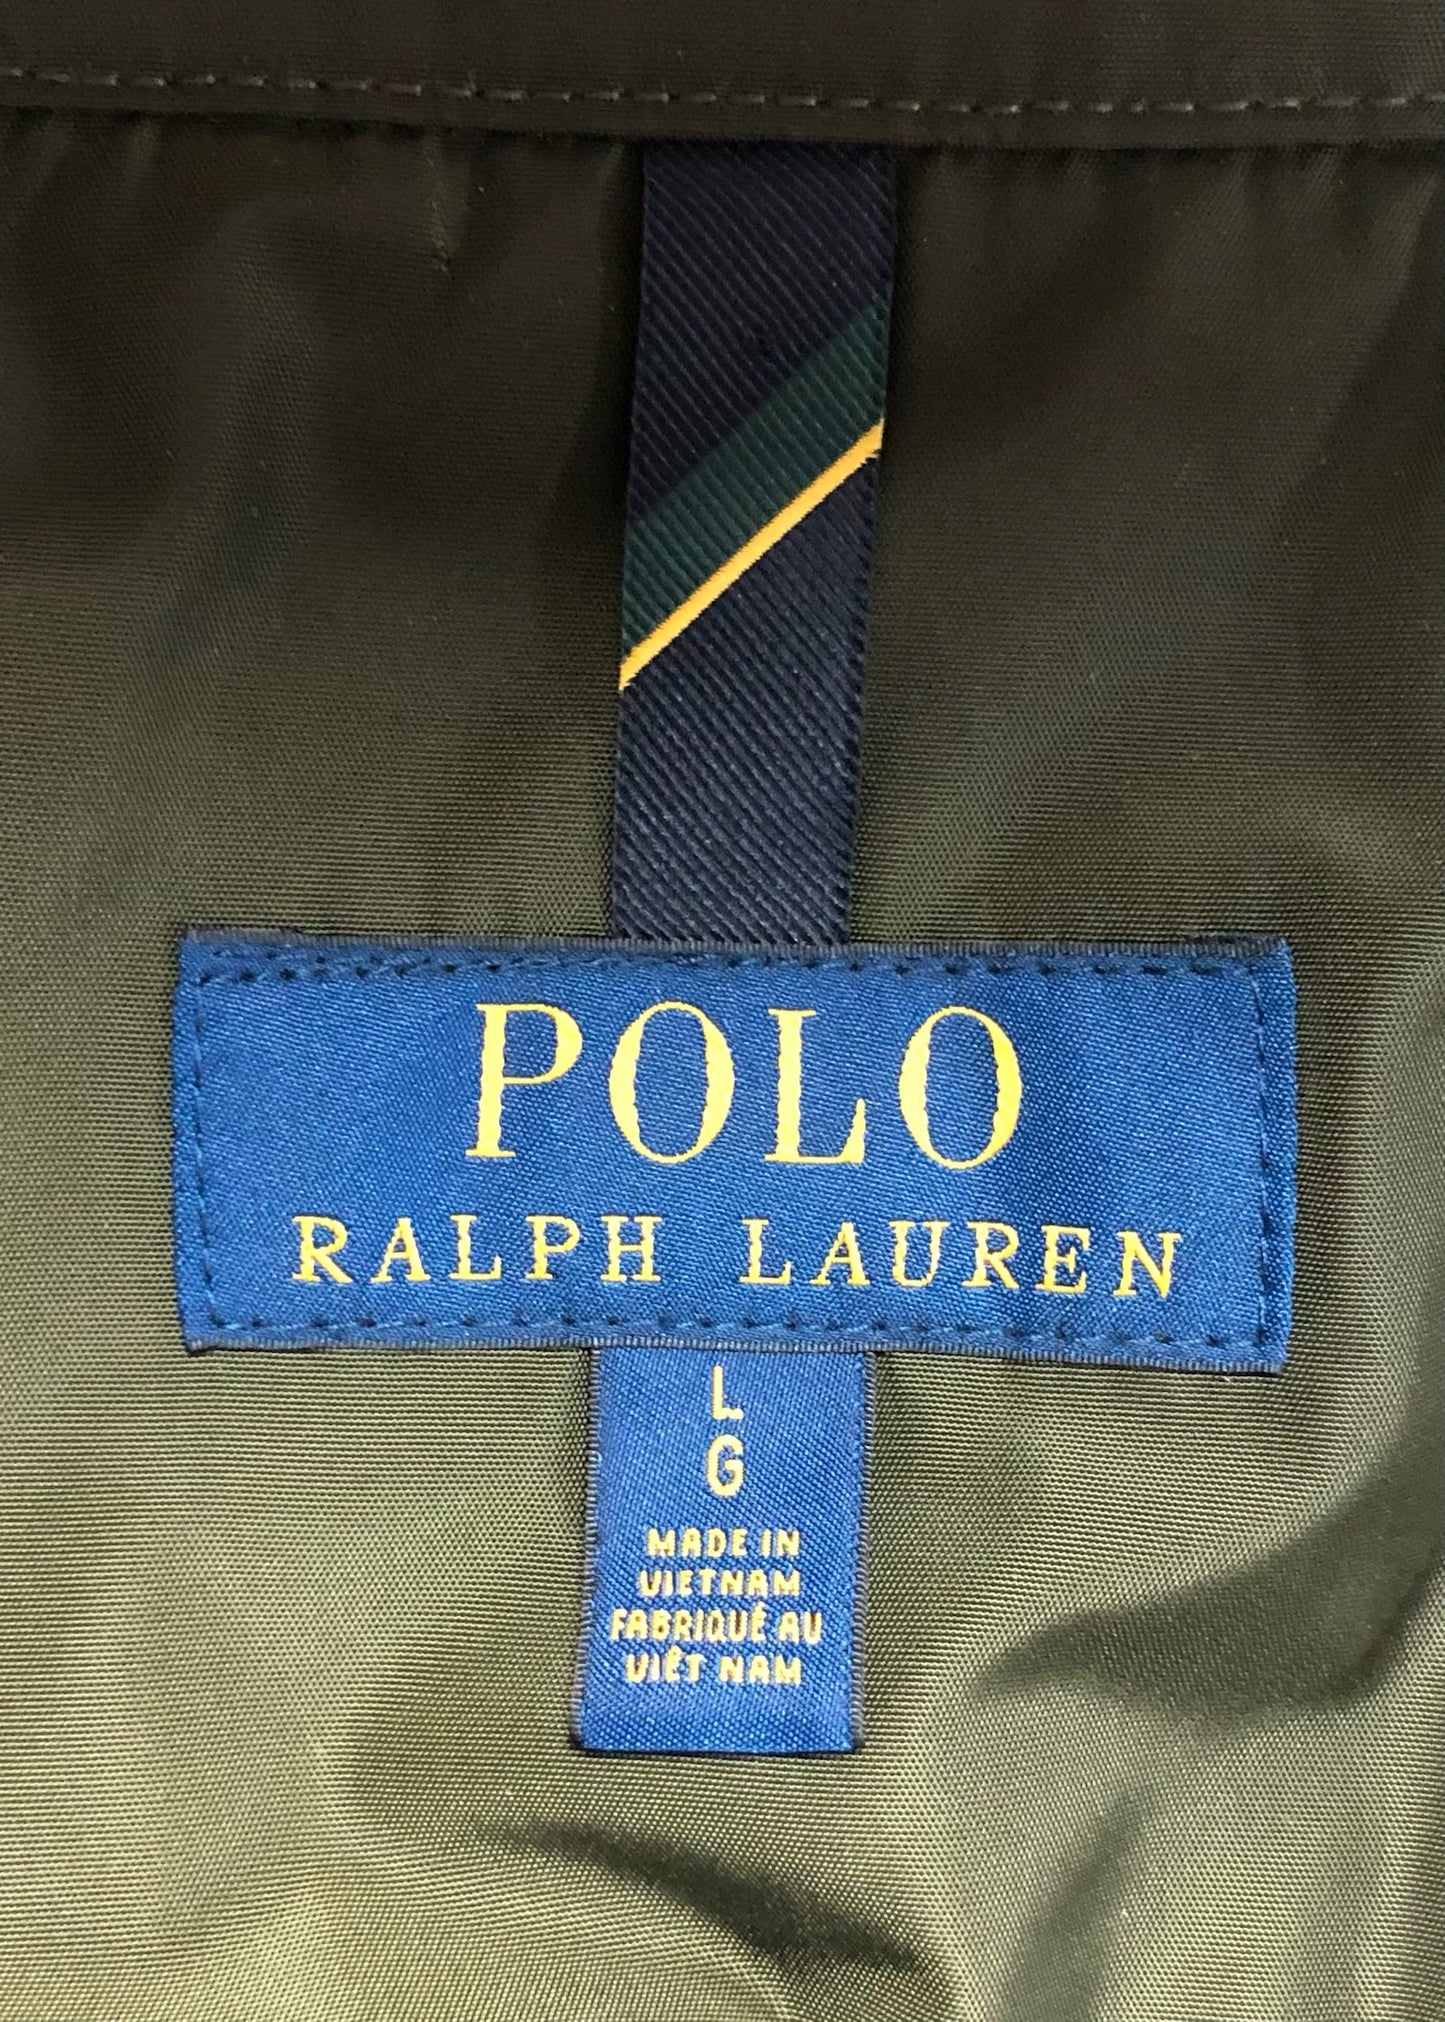 POLO
RALPH LAUREN
L
G
MADE IN
VIETNAM
FABRIQUÉ AU
VIÊT NAM